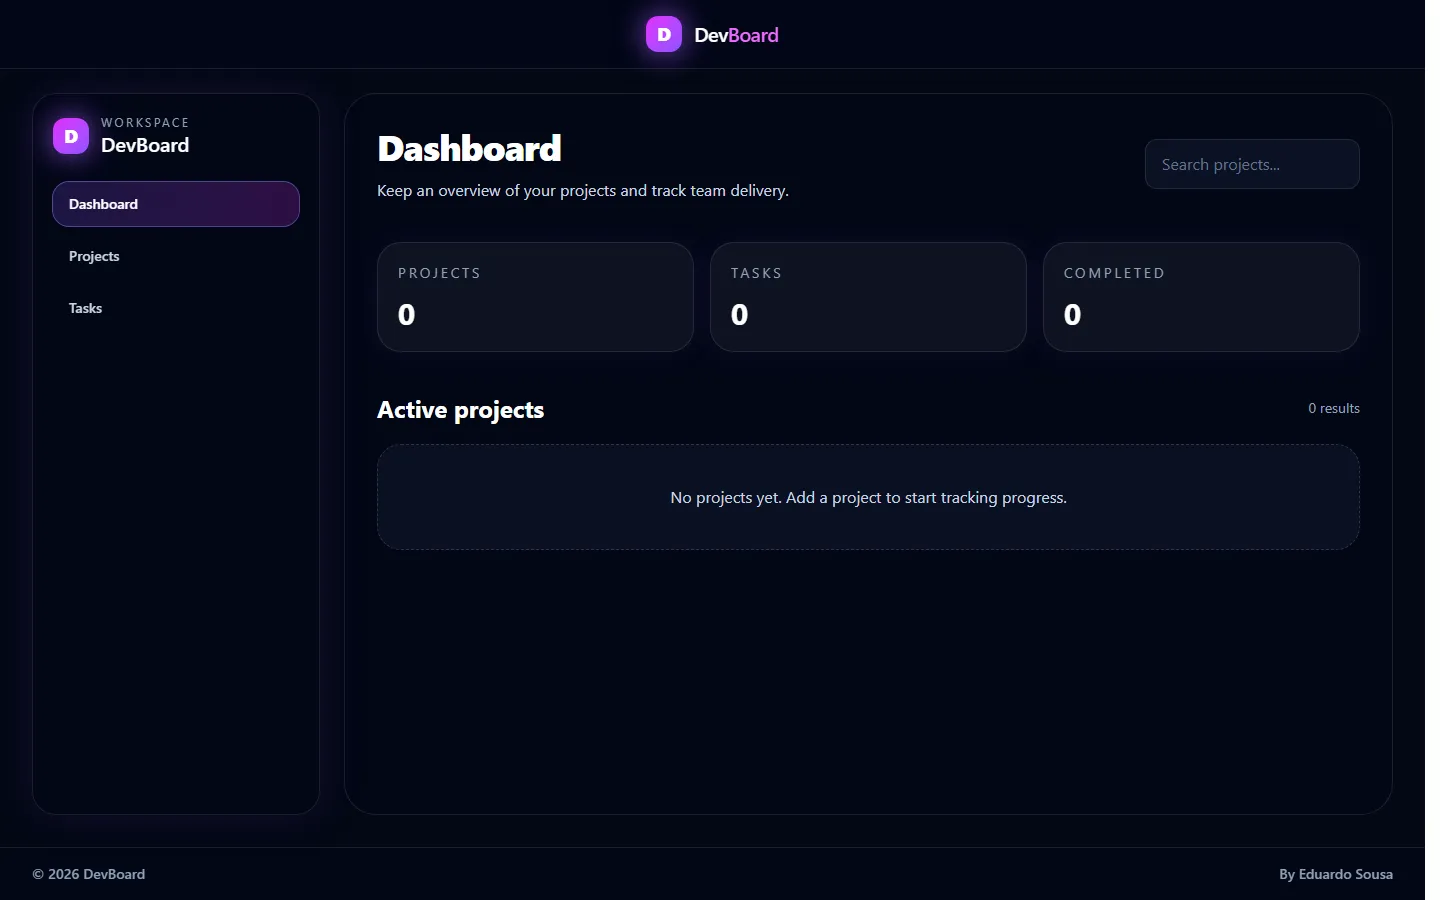 D DevBoard
D
WORKSPACE
DevBoard
Dashboard
Projects
Tasks
Dashboard
Keep an overview of your projects and track team delivery.
Search projects...
PROJECTS
0
TASKS
0
COMPLETED
0
Active projects
0 results
No projects yet. Add a project to start tracking progress.
© 2026 DevBoard
By Eduardo Sousa